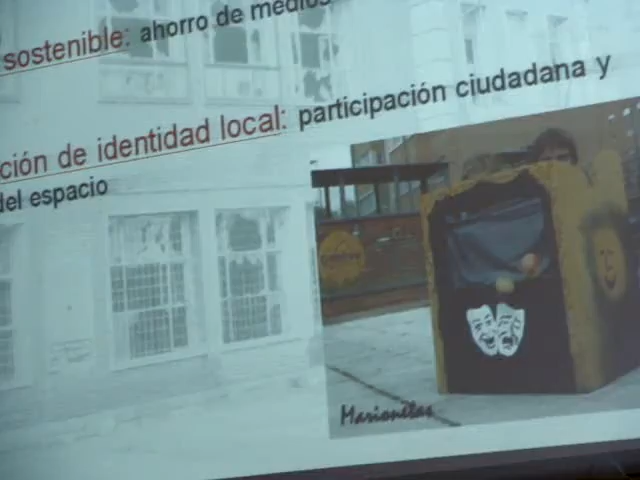 sostenible: ahorro de medios
ción de identidad local: participación ciudadana y
del espacio
Marionetas